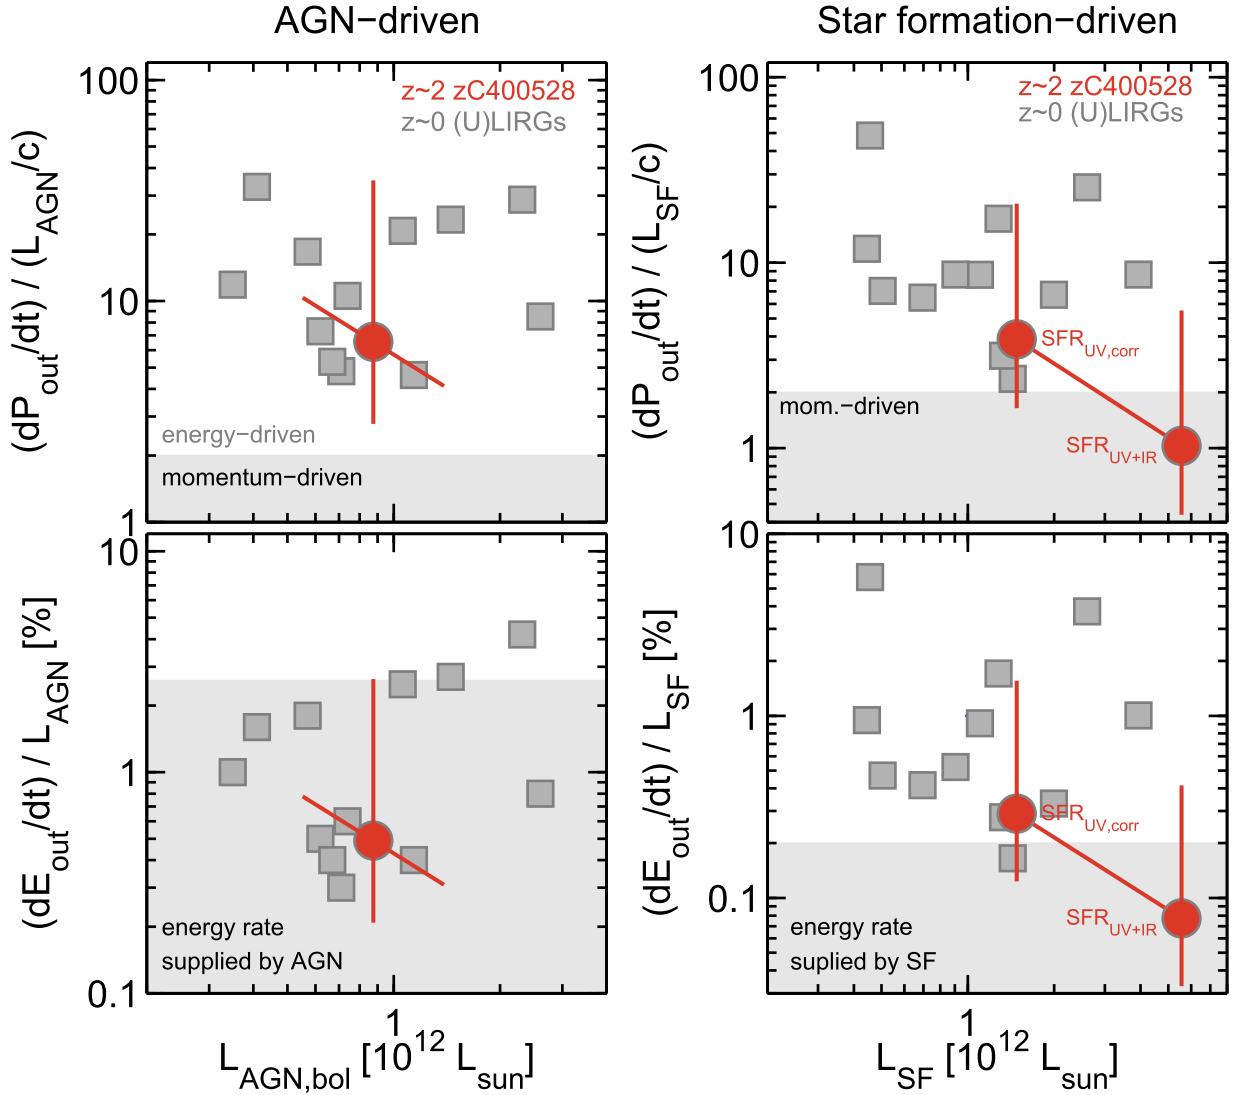 AGN−driven
Star formation−driven
(dPout/dt) / (LAGN/c)
100
10
1
z~2 zC400528
z~0 (U)LIRGs
energy−driven
momentum−driven
(dPout/dt) / (LSF/c)
100
10
1
z~2 zC400528
z~0 (U)LIRGs
SFRUV,corr
mom.−driven
SFRUV+IR
(dEout/dt) / LAGN [%]
10
1
0.1
energy rate
supplied by AGN
1
LAGN,bol [10^12 Lsun]
(dEout/dt) / LSF [%]
10
1
0.1
SFRUV,corr
SFRUV+IR
energy rate
suplied by SF
1
LSF [10^12 Lsun]